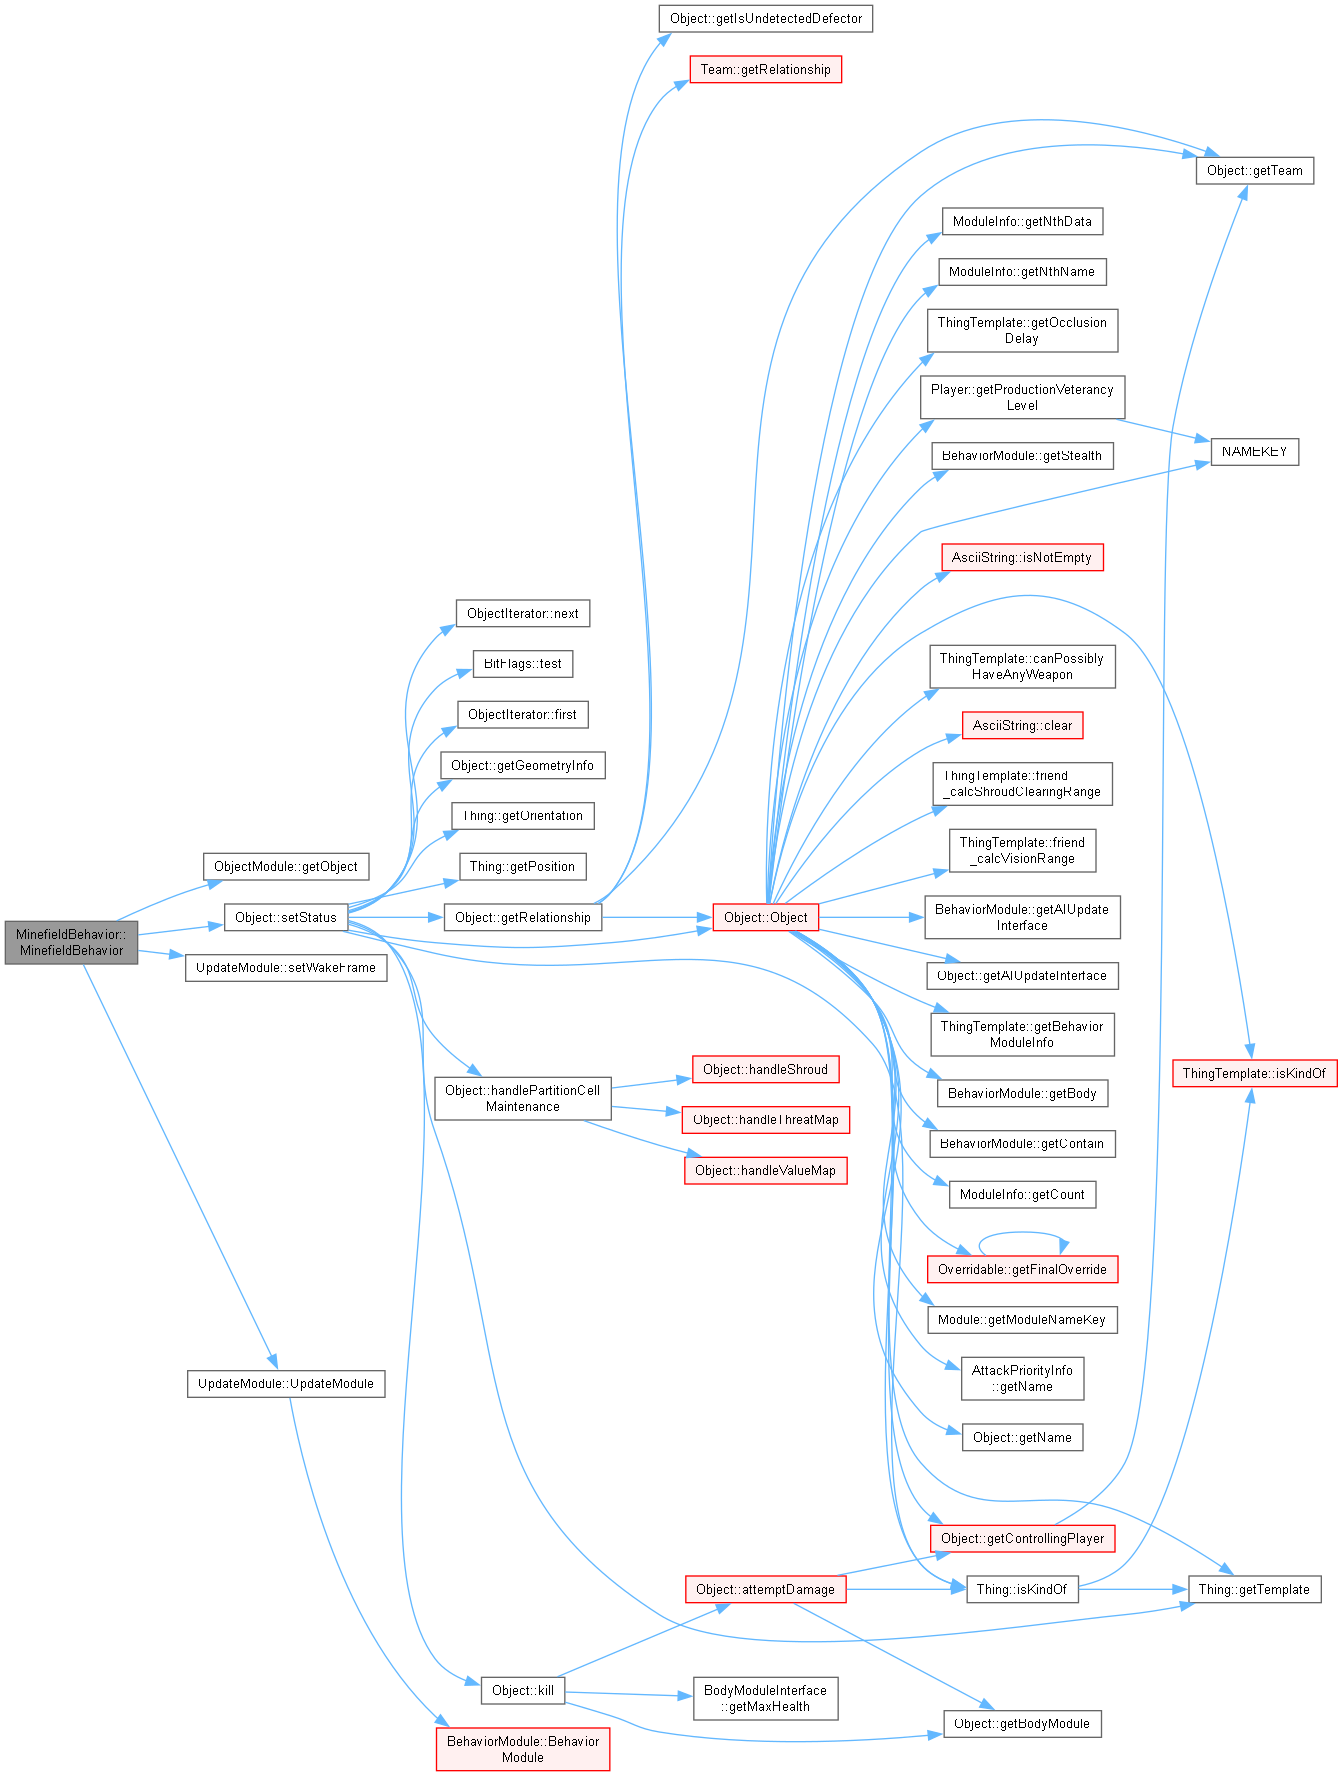 Object::getIsUndetectedDefector
Team::getRelationship
Object::getTeam
ModuleInfo::getNthData
ModuleInfo::getNthName
ThingTemplate::getOcclusion
Delay
Player::getProductionVeterancy
Level
NAMEKEY
BehaviorModule::getStealth
AsciiString::isNotEmpty
ObjectIterator::next
BitFlags::test
ThingTemplate::canPossibly
HaveAnyWeapon
ObjectIterator::first
AsciiString::clear
Object::getGeometryInfo
ThingTemplate::friend
_calcShroudClearingRange
Thing::getOrientation
ThingTemplate::friend
_calcVisionRange
ObjectModule::getObject
Thing::getPosition
Object::setStatus
Object::getRelationship
Object::Object
BehaviorModule::getAIUpdate
Interface
MinefieldBehavior::
MinefieldBehavior
UpdateModule::setWakeFrame
Object::getAIUpdateInterface
ThingTemplate::getBehavior
ModuleInfo
Object::handleShroud
ThingTemplate::isKindOf
Object::handlePartitionCell
Maintenance
BehaviorModule::getBody
Object::handleThreatMap
BehaviorModule::getContain
Object::handleValueMap
ModuleInfo::getCount
Overridable::getFinalOverride
Module::getModuleNameKey
AttackPriorityInfo
::getName
UpdateModule::UpdateModule
Object::getName
Object::getControllingPlayer
Object::attemptDamage
Thing::isKindOf
Thing::getTemplate
Object::kill
BodyModuleInterface
::getMaxHealth
Object::getBodyModule
BehaviorModule::Behavior
Module